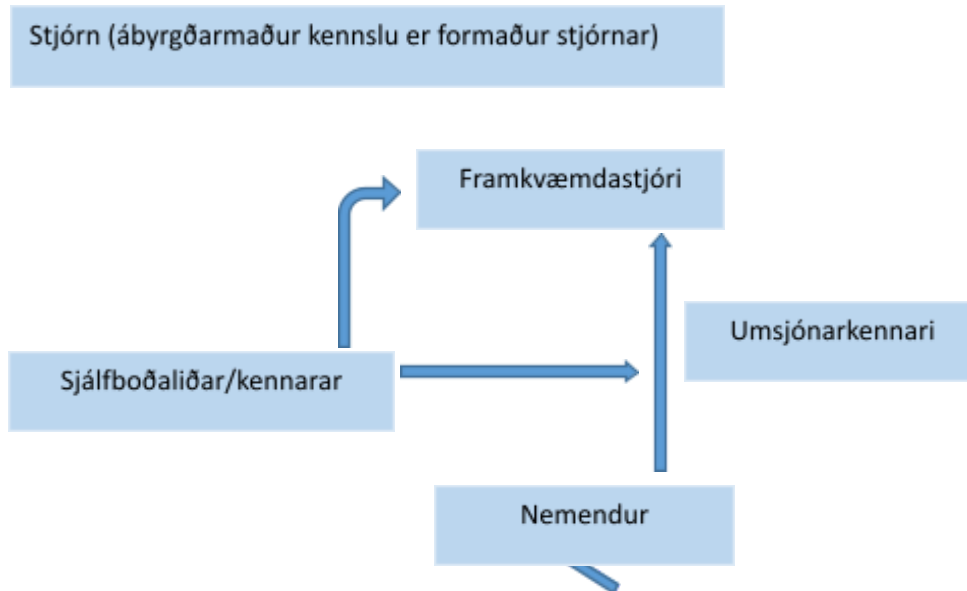 Stjórn (ábyrgðarmaður kennslu er formaður stjórnar)
Framkvæmdastjóri
Umsjónarkennari
Sjálfboðaliðar/kennarar
Nemendur